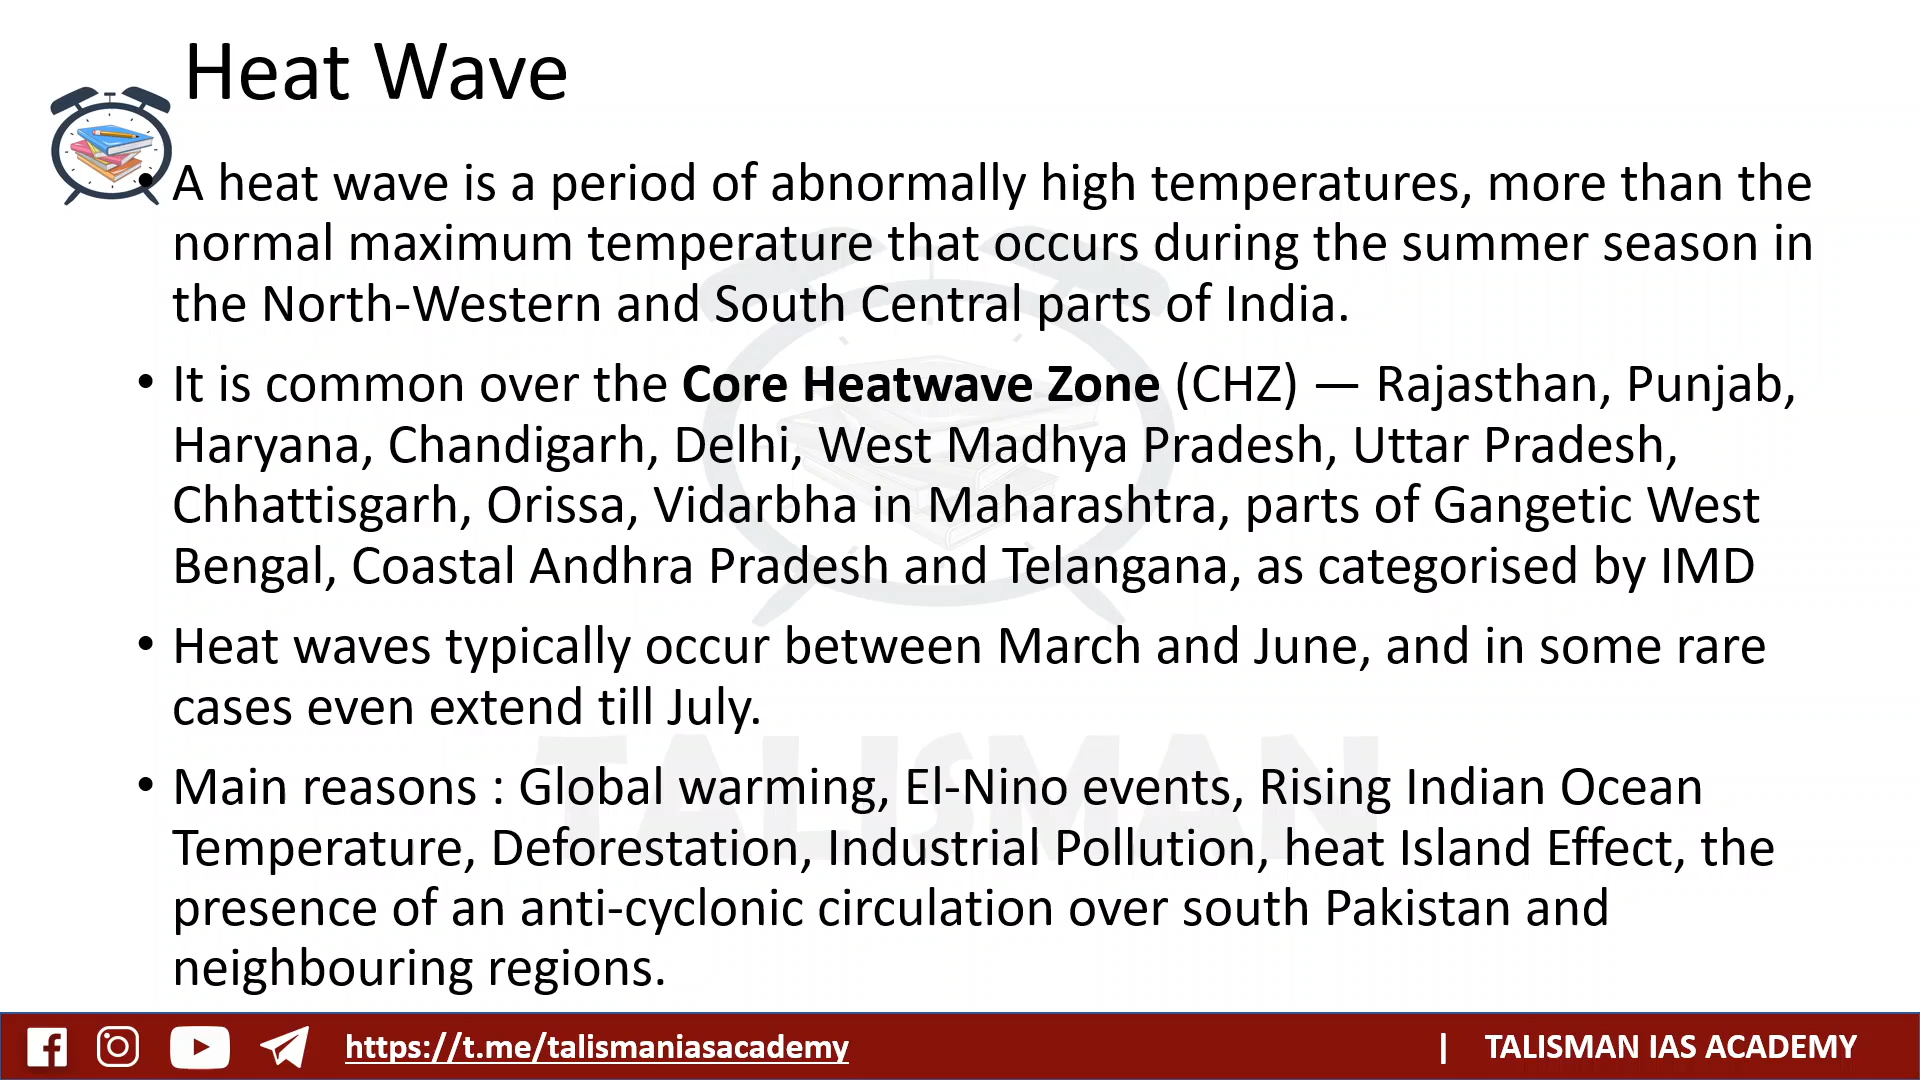 Heat Wave
• A heat wave is a period of abnormally high temperatures, more than the
normal maximum temperature that occurs during the summer season in
the North-Western and South Central parts of India.
• It is common over the Core Heatwave Zone (CHZ) — Rajasthan, Punjab,
Haryana, Chandigarh, Delhi, West Madhya Pradesh, Uttar Pradesh,
Chhattisgarh, Orissa, Vidarbha in Maharashtra, parts of Gangetic West
Bengal, Coastal Andhra Pradesh and Telangana, as categorised by IMD
• Heat waves typically occur between March and June, and in some rare
cases even extend till July.
• Main reasons : Global warming, El-Nino events, Rising Indian Ocean
Temperature, Deforestation, Industrial Pollution, heat Island Effect, the
presence of an anti-cyclonic circulation over south Pakistan and
neighbouring regions.
TALISMAN
https://t.me/talismaniasacademy
| TALISMAN IAS ACADEMY